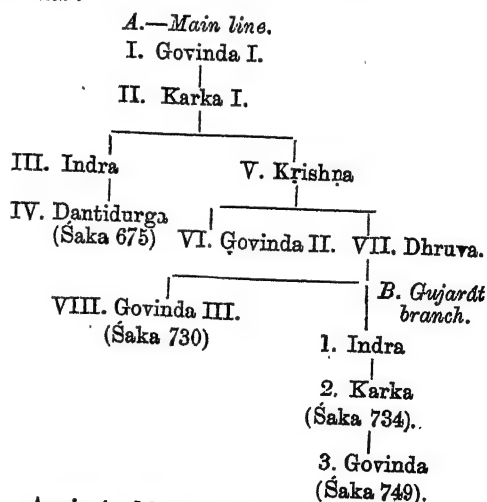 A.—Main line.
I. Govinda I.
II. Karka I.
III. Indra V. Kṛishṇa
IV. Dantidurga
(Śaka 675) VI. Govinda II. VII. Dhruva.
VIII. Govinda III. B. Gujarât
(Śaka 730) branch.
1. Indra
2. Karka
(Śaka 734).
3. Govinda
(Śaka 749).